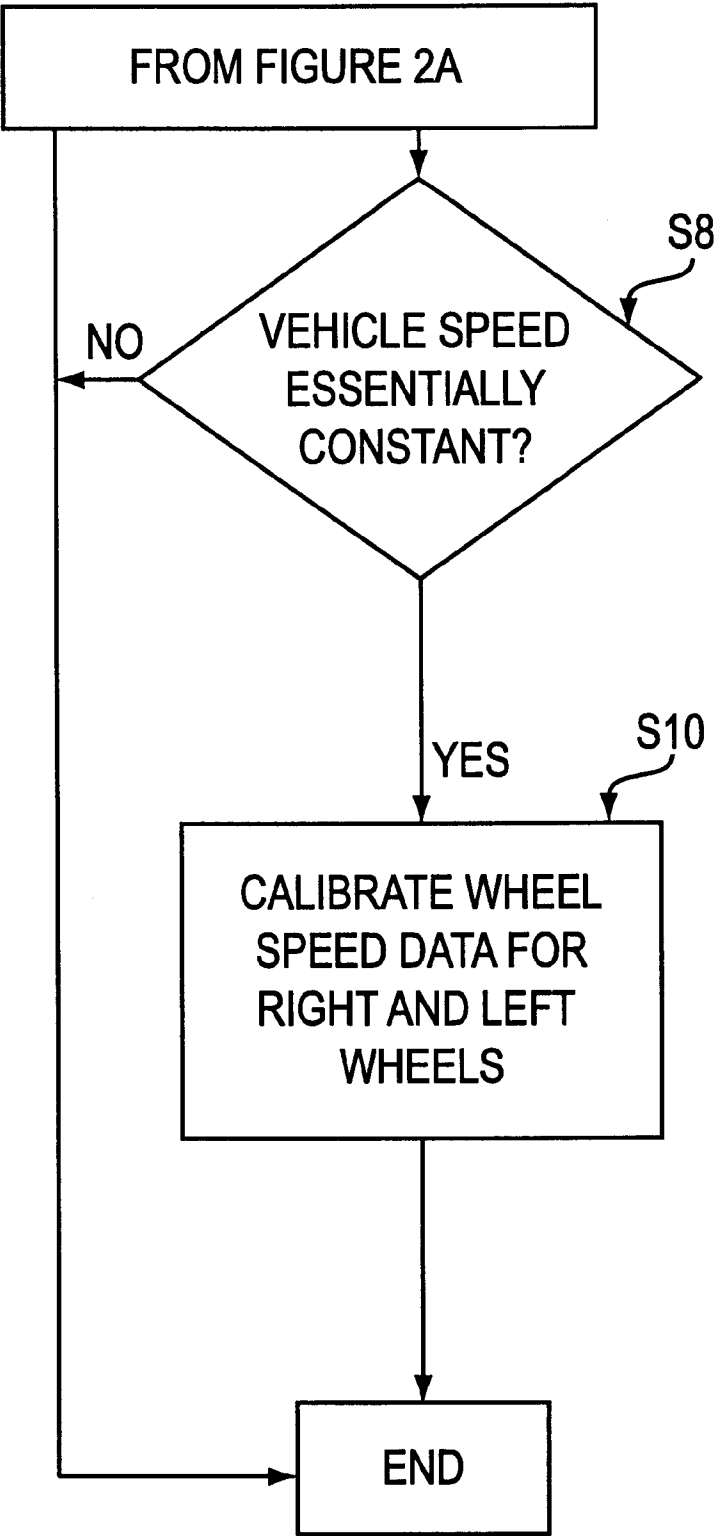 FROM FIGURE 2A
S8
VEHICLE SPEED
ESSENTIALLY
CONSTANT?
NO
YES
S10
CALIBRATE WHEEL
SPEED DATA FOR
RIGHT AND LEFT
WHEELS
END